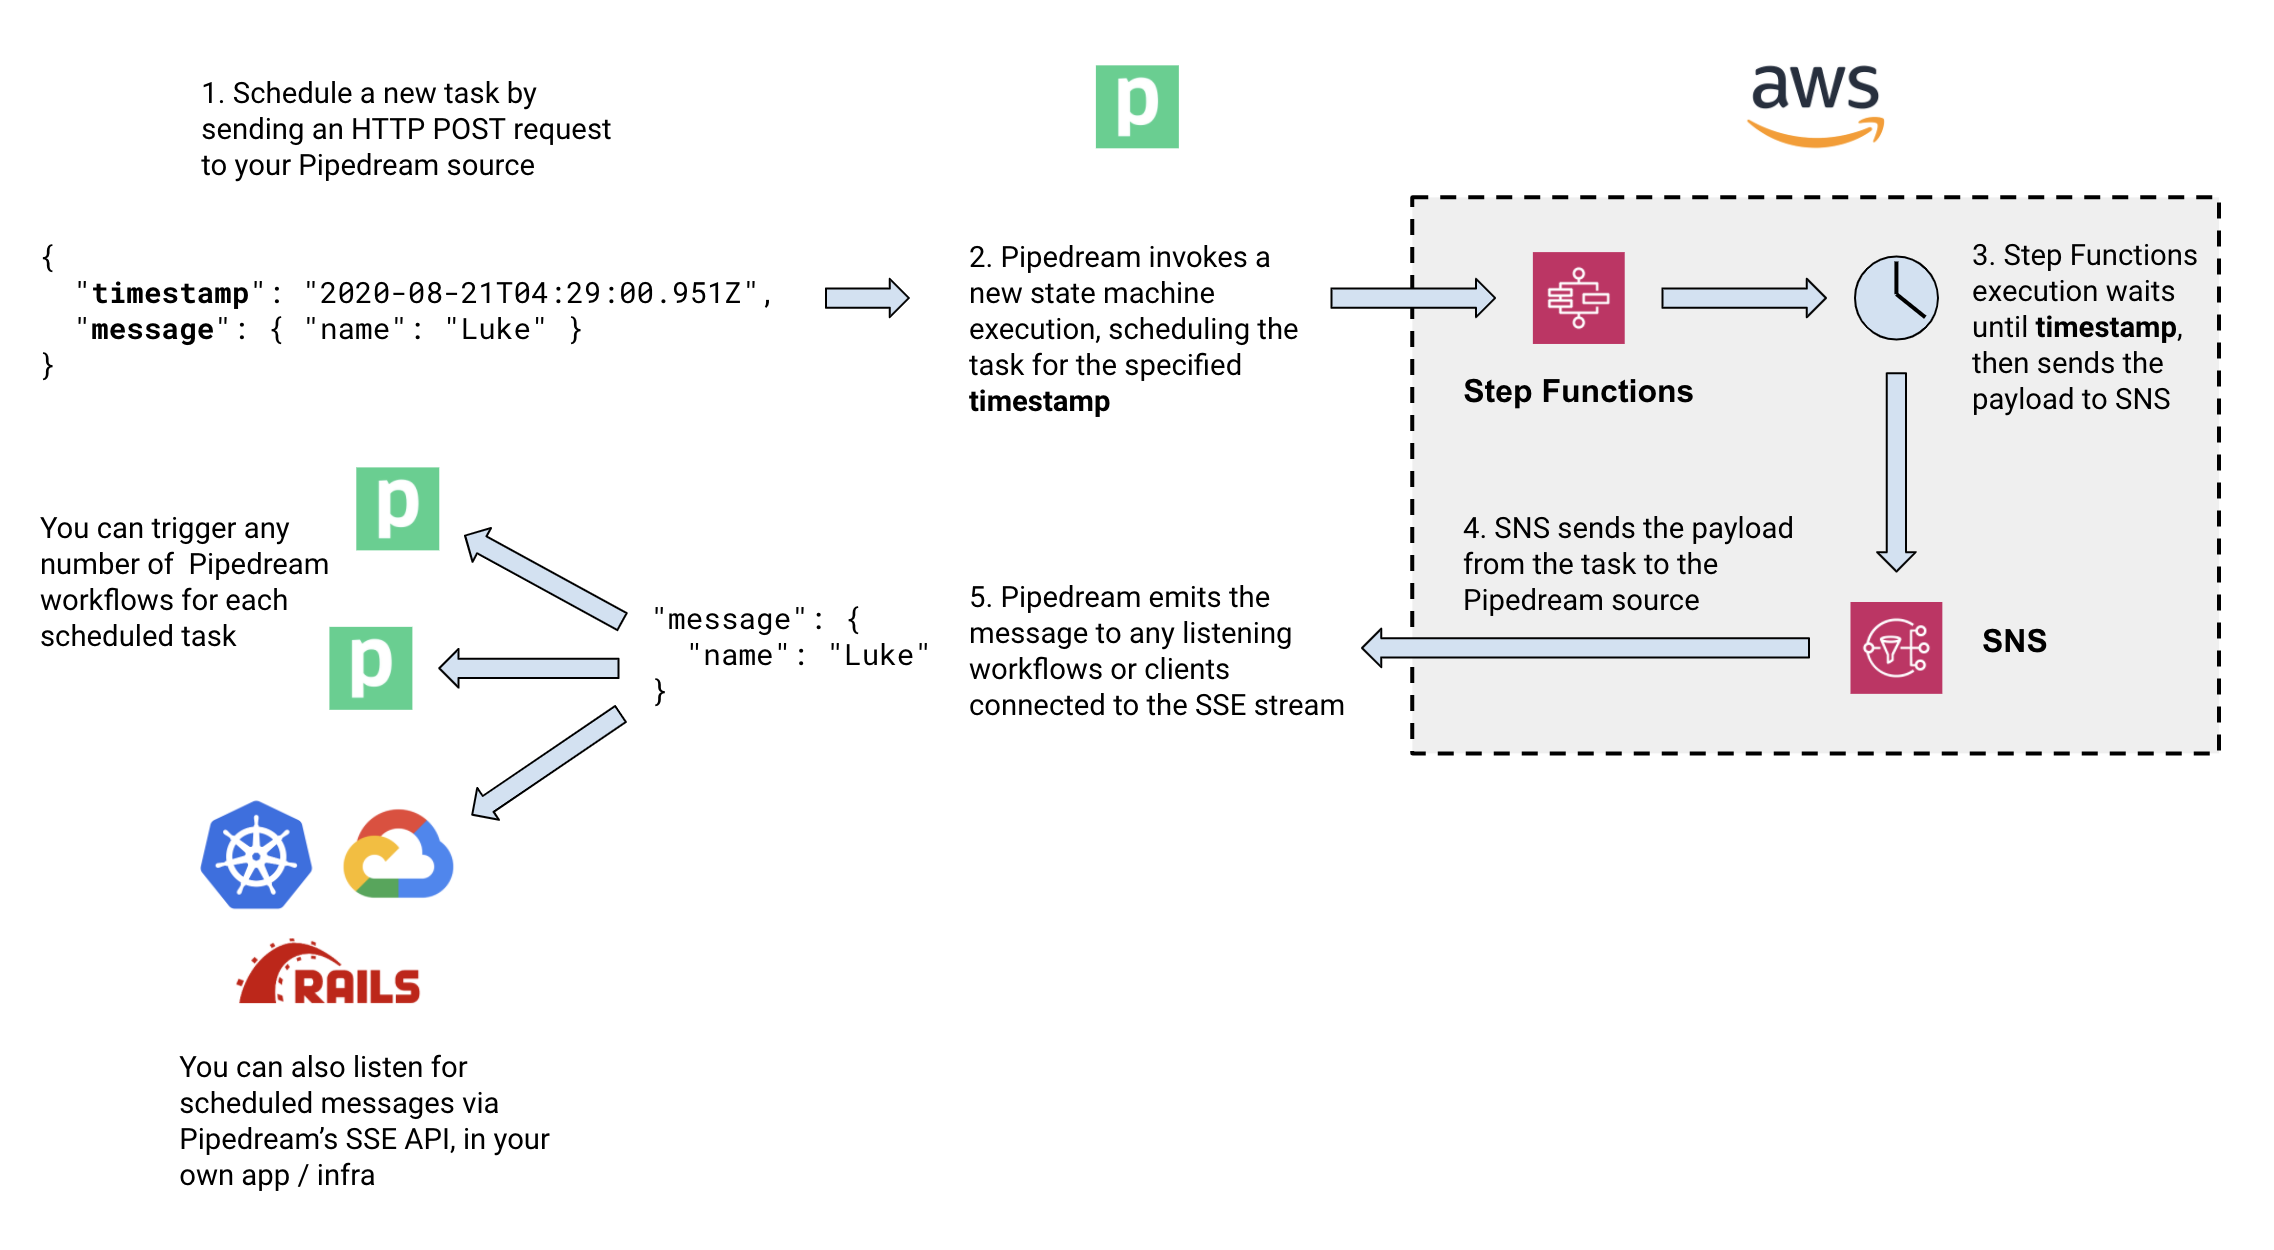 1. Schedule a new task by
sending an HTTP POST request
to your Pipedream source
p
aws
{
"timestamp": "2020-08-21T04:29:00.951Z",
"message": { "name": "Luke" }
}
2. Pipedream invokes a
new state machine
execution, scheduling the
task for the specified
timestamp
Step Functions
3. Step Functions
execution waits
until timestamp,
then sends the
payload to SNS
4. SNS sends the payload
from the task to the
Pipedream source
SNS
5. Pipedream emits the
message to any listening
workflows or clients
connected to the SSE stream
"message": {
"name": "Luke"
}
p
You can trigger any
number of  Pipedream
workflows for each
scheduled task
p
RAILS
You can also listen for
scheduled messages via
Pipedream’s SSE API, in your
own app / infra